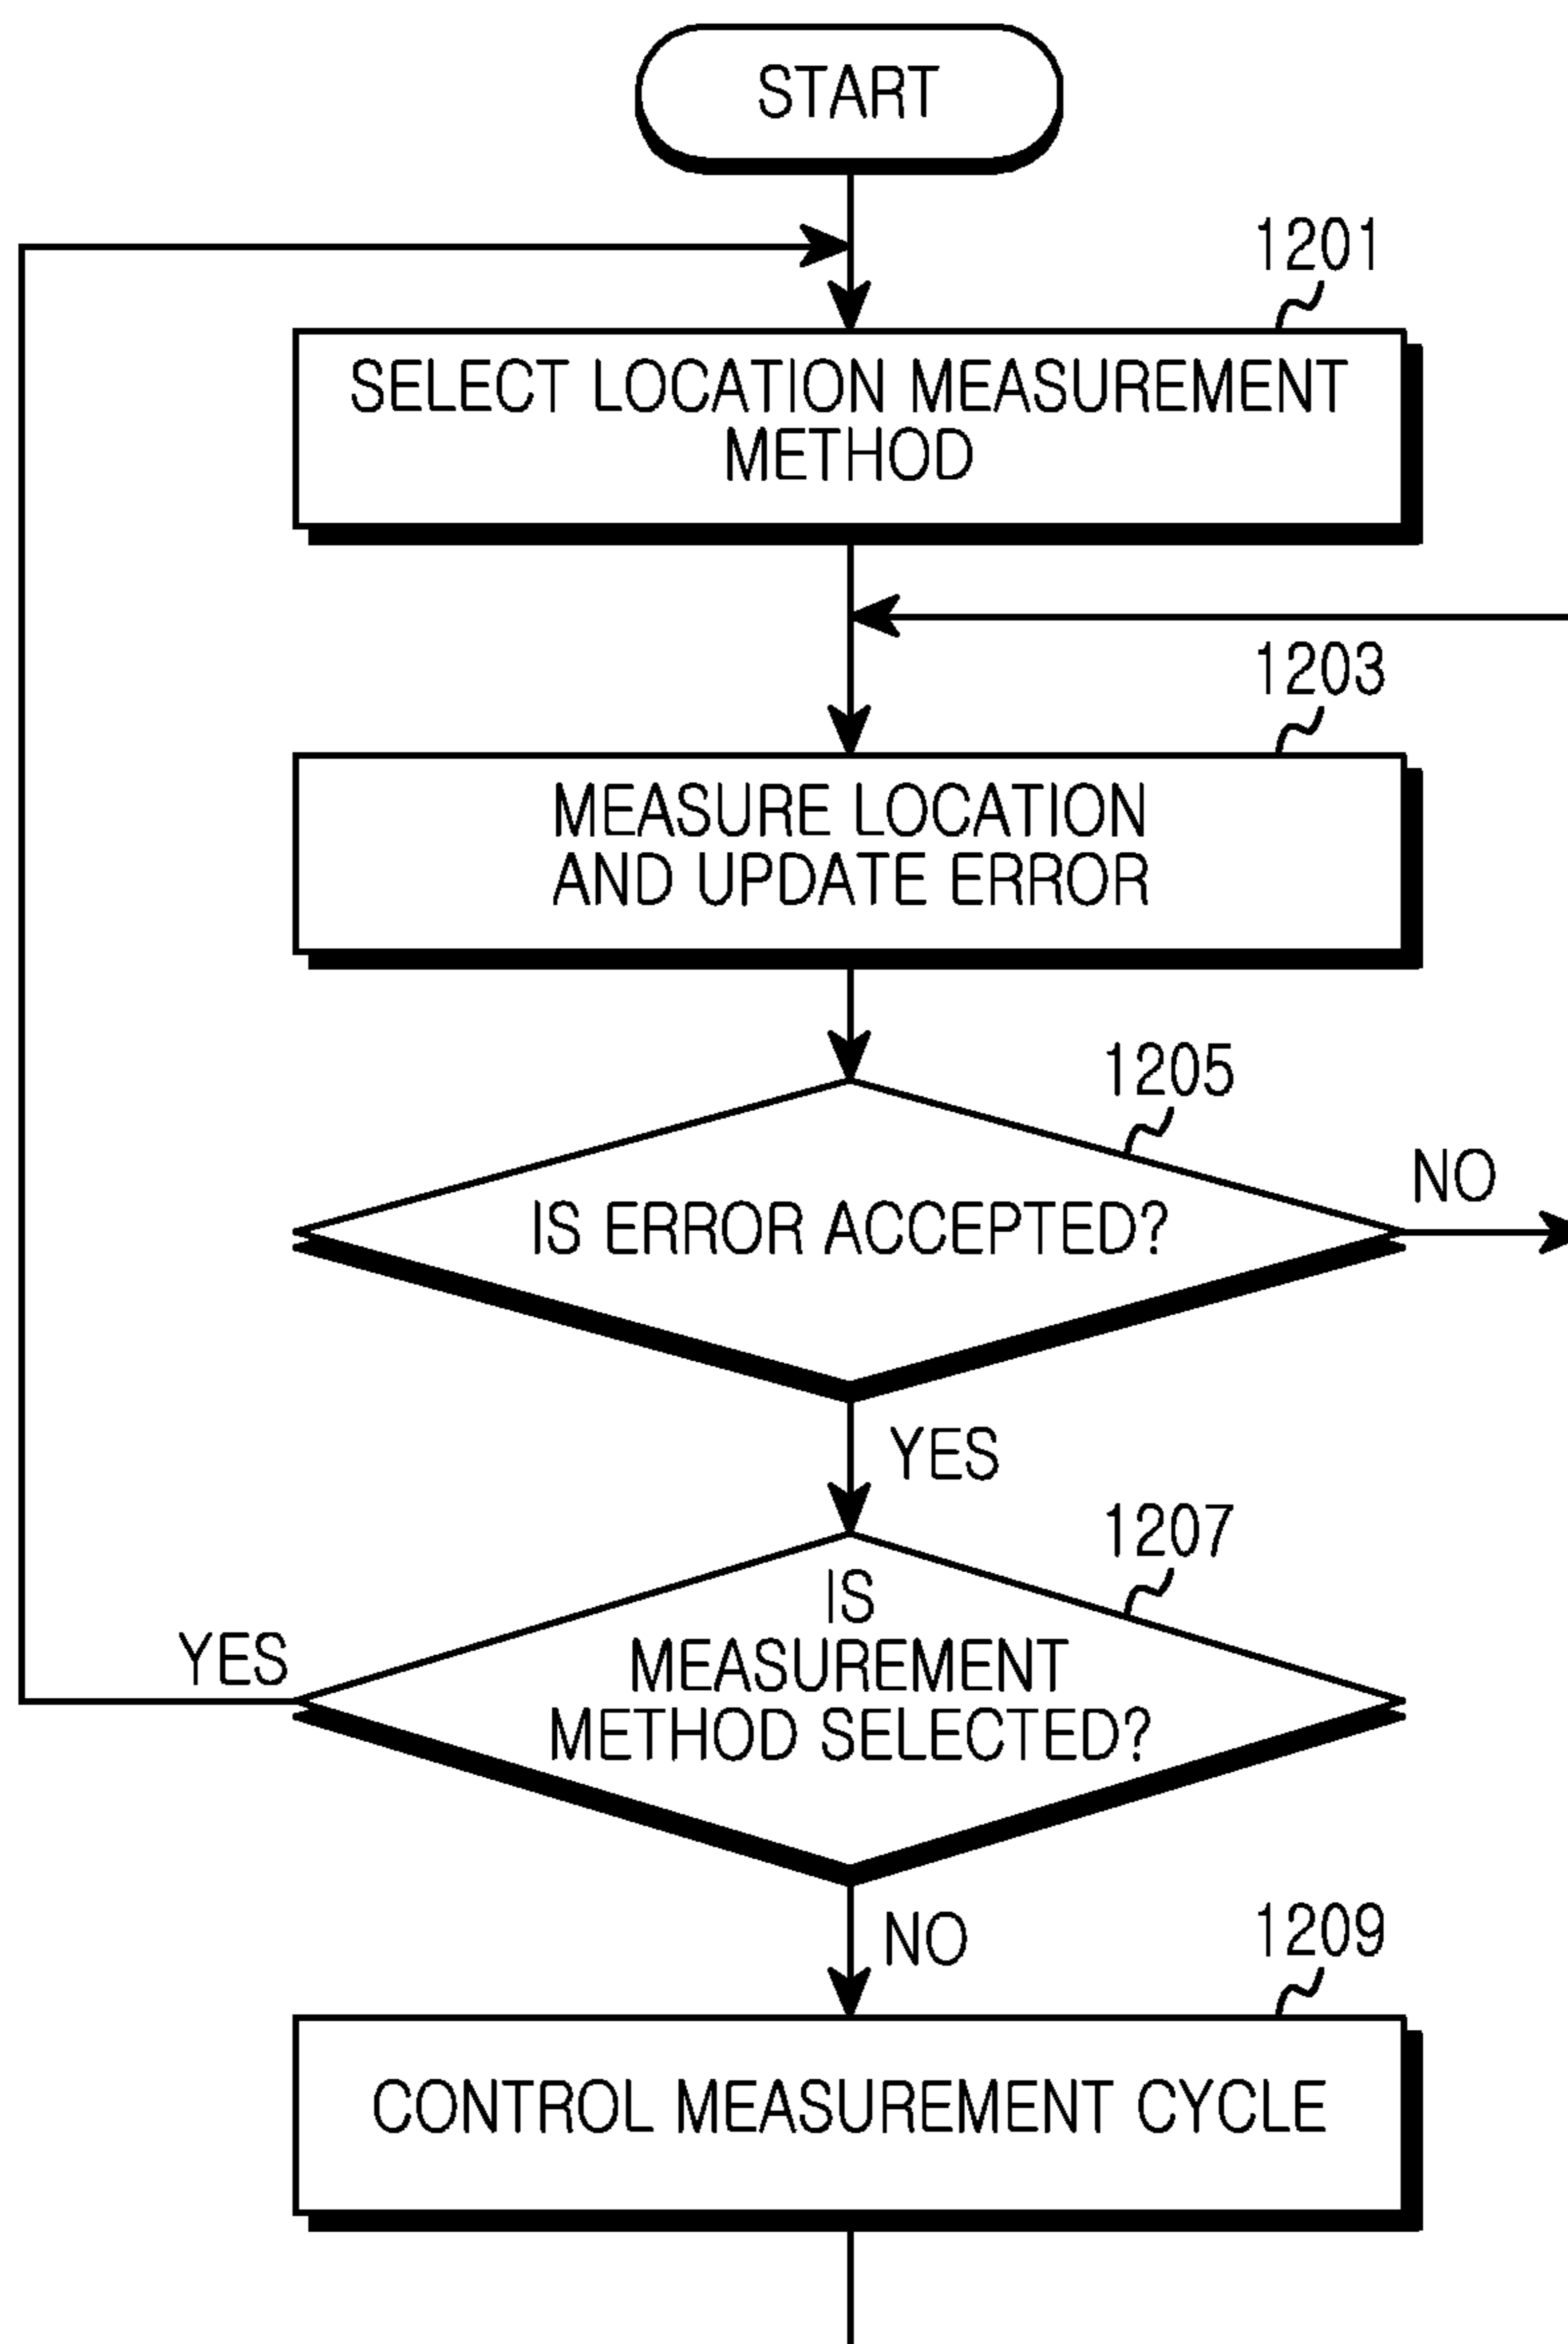 START
1201
SELECT LOCATION MEASUREMENT
METHOD
1203
MEASURE LOCATION
AND UPDATE ERROR
1205
IS ERROR ACCEPTED?
NO
YES
1207
IS
MEASUREMENT
METHOD SELECTED?
YES
NO
1209
CONTROL MEASUREMENT CYCLE